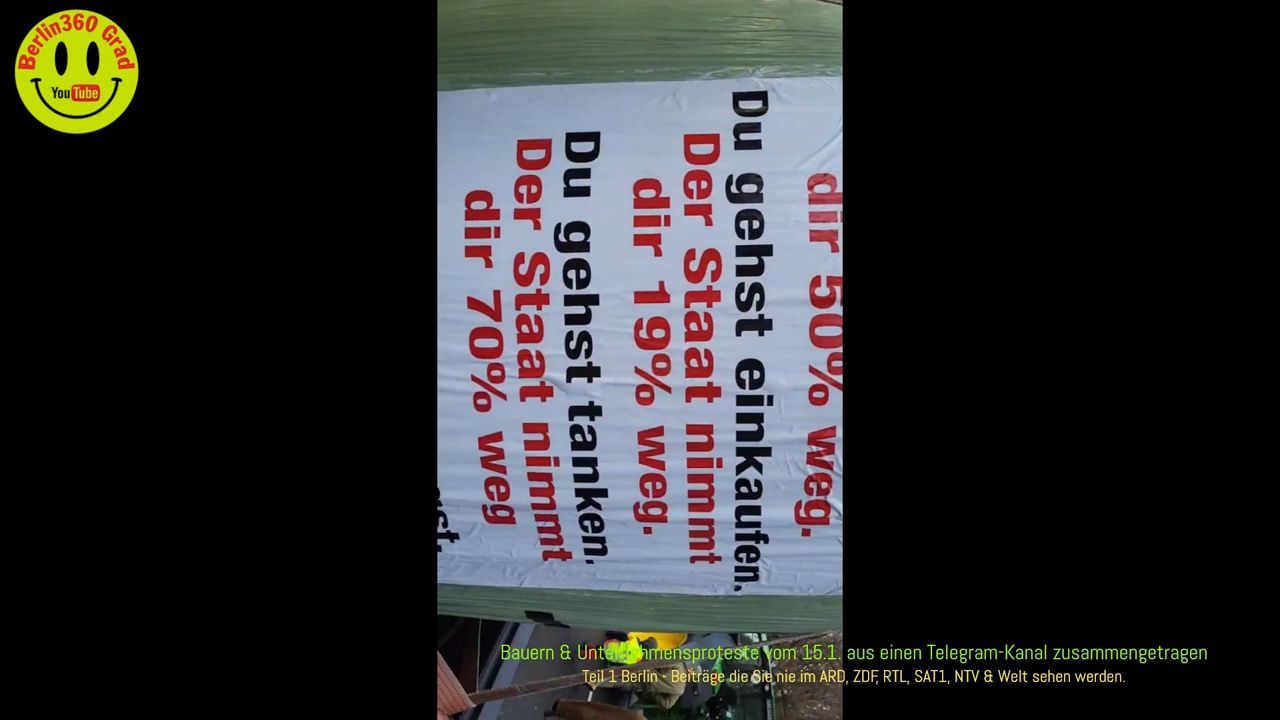 Berlin360 Grad
YouTube
dir 50% weg.
Du gehst einkaufen,
Der Staat nimmt
dir 19% weg.
Du gehst tanken,
Der Staat nimmt
dir 70% weg
Bauern & Unternehmensproteste vom 15.1. aus einen Telegram-Kanal zusammengetragen
Teil 1 Berlin - Beiträge die Sie nie im ARD, ZDF, RTL, SAT1, NTV & Welt sehen werden.